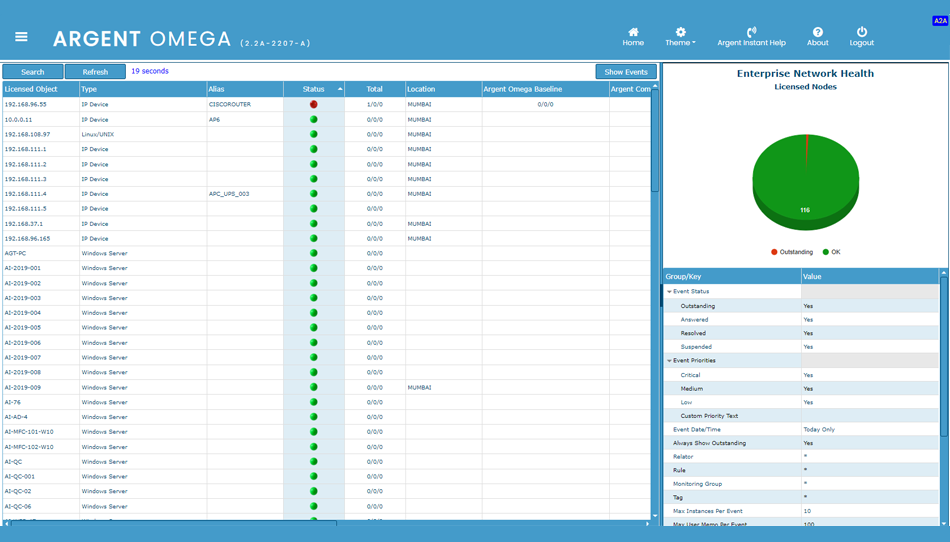 A2A
ARGENT OMEGA (2.2A-2207-A)
Home Theme Argent Instant Help About Logout
Search Refresh 19 seconds Show Events
Licensed Object Type Alias Status Total Location Argent Omega Baseline Argent Com
192.168.96.55 IP Device CISCOROUTER 1/0/0 MUMBAI 0/0/0
10.0.0.11 IP Device AP6 0/0/0 MUMBAI
192.168.108.97 Linux/UNIX 0/0/0 MUMBAI
192.168.111.1 IP Device 0/0/0 MUMBAI
192.168.111.2 IP Device 0/0/0 MUMBAI
192.168.111.3 IP Device 0/0/0 MUMBAI
192.168.111.4 IP Device APC_UPS_003 0/0/0 MUMBAI
192.168.111.5 IP Device 0/0/0
192.168.37.1 IP Device 0/0/0 MUMBAI
192.168.96.165 IP Device 0/0/0 MUMBAI
AGT-PC Windows Server 0/0/0
AI-2019-001 Windows Server 0/0/0
AI-2019-002 Windows Server 0/0/0
AI-2019-003 Windows Server 0/0/0
AI-2019-004 Windows Server 0/0/0
AI-2019-005 Windows Server 0/0/0
AI-2019-006 Windows Server 0/0/0
AI-2019-007 Windows Server 0/0/0
AI-2019-008 Windows Server 0/0/0
AI-2019-009 Windows Server 0/0/0 MUMBAI
AI-76 Windows Server 0/0/0
AI-AD-4 Windows Server 0/0/0
AI-MFC-101-W10 Windows Server 0/0/0
AI-MFC-102-W10 Windows Server 0/0/0
AI-QC Windows Server 0/0/0
AI-QC-001 Windows Server 0/0/0
AI-QC-02 Windows Server 0/0/0
AI-QC-06 Windows Server 0/0/0
Enterprise Network Health
Licensed Nodes
116
Outstanding OK
Group/Key Value
Event Status
Outstanding Yes
Answered Yes
Resolved Yes
Suspended Yes
Event Priorities
Critical Yes
Medium Yes
Low Yes
Custom Priority Text
Event Date/Time Today Only
Always Show Outstanding Yes
Relator *
Rule *
Monitoring Group *
Tag *
Max Instances Per Event 10
Max User Memo Per Event 100